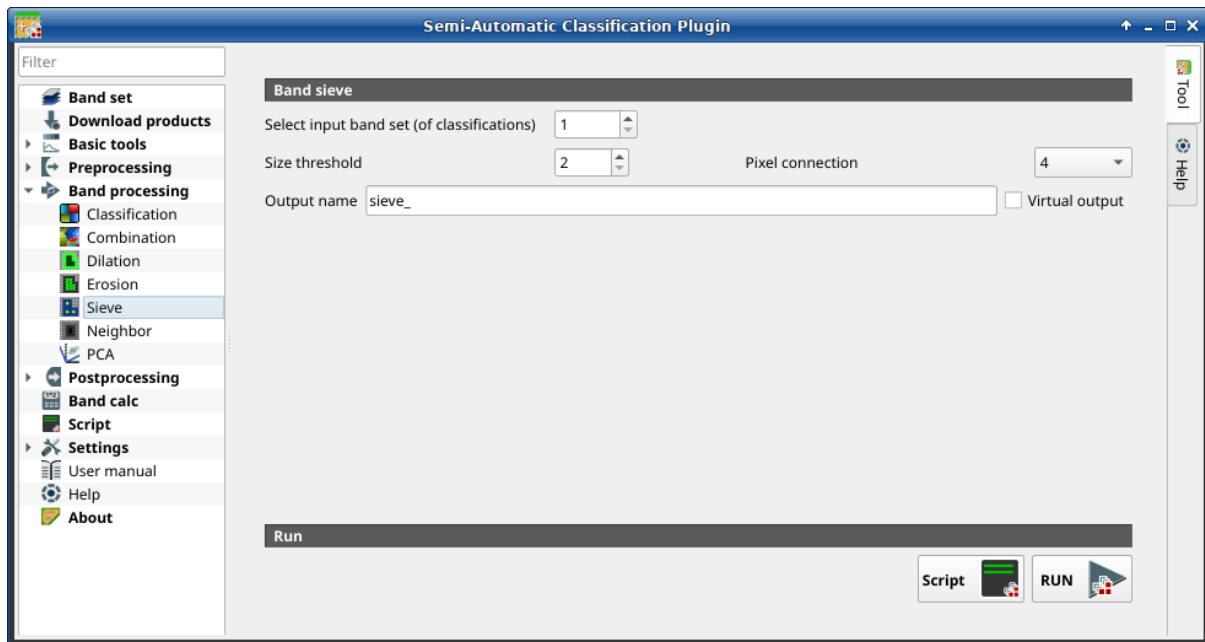 Semi-Automatic Classification Plugin
Filter
Band set
Download products
Basic tools
Preprocessing
Band processing
Classification
Combination
Dilation
Erosion
Sieve
Neighbor
PCA
Postprocessing
Band calc
Script
Settings
User manual
Help
About
Band sieve
Select input band set (of classifications) 1
Size threshold 2 Pixel connection 4
Output name sieve_ Virtual output
Run
Script RUN
Tool
Help